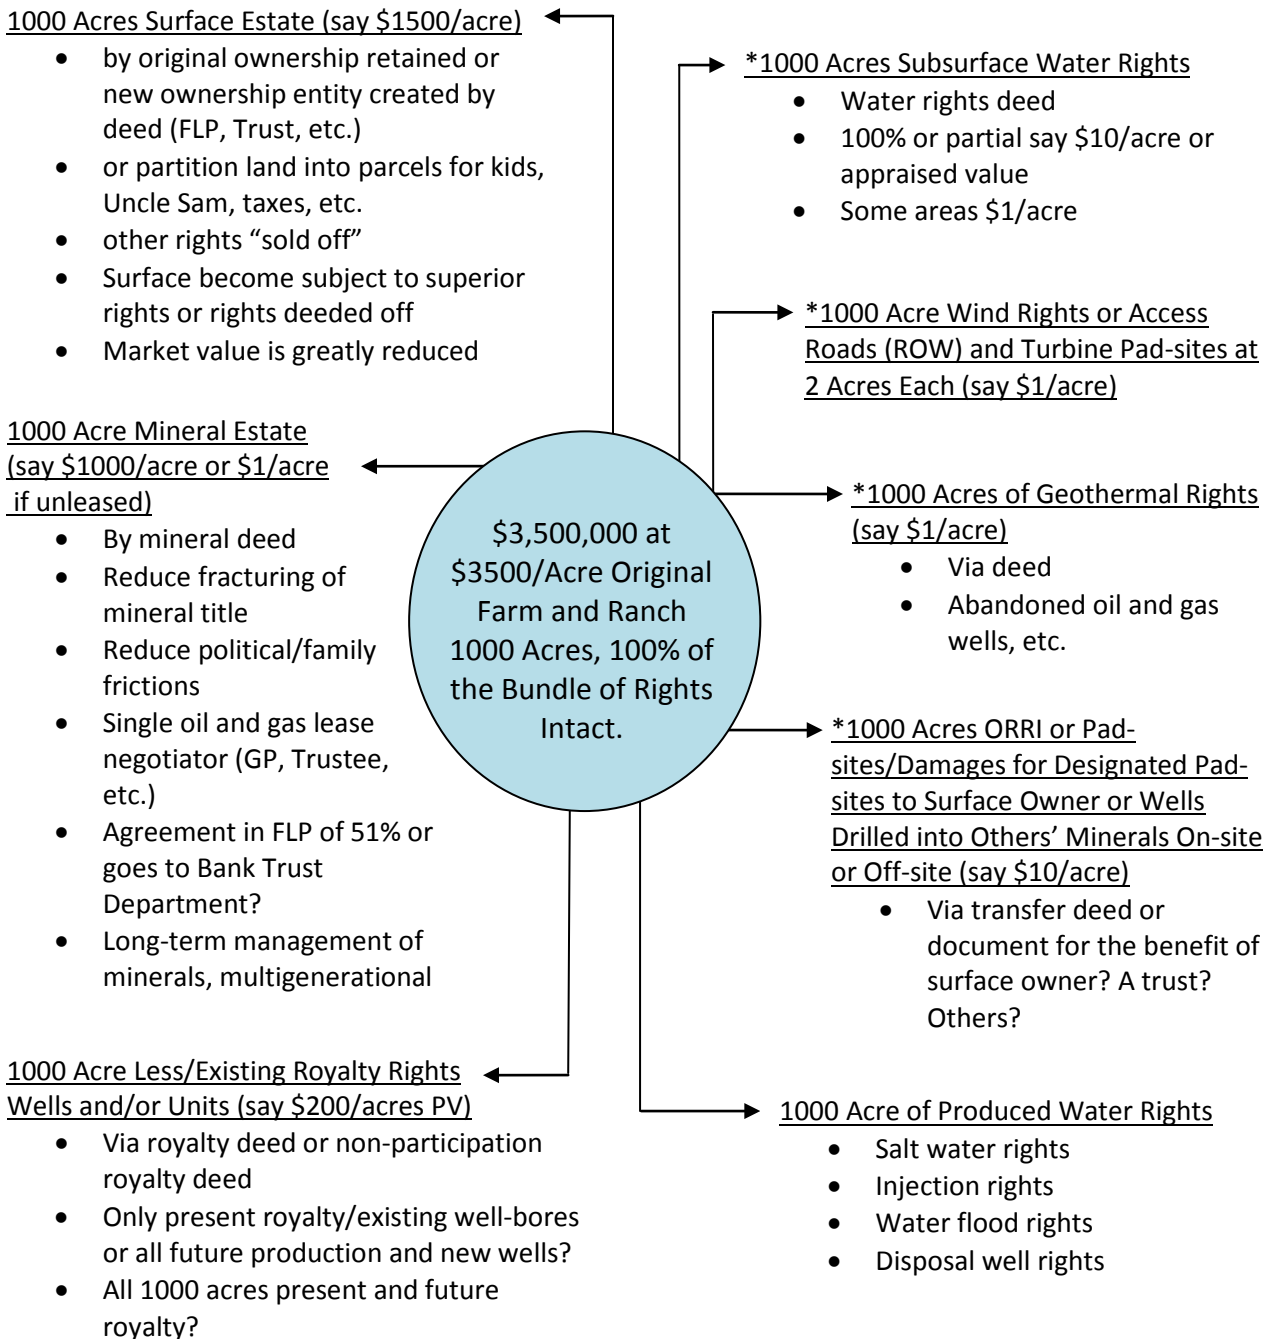 1000 Acres Surface Estate (say $1500/acre)
• by original ownership retained or
new ownership entity created by
deed (FLP, Trust, etc.)
• or partition land into parcels for kids,
Uncle Sam, taxes, etc.
• other rights “sold off”
• Surface become subject to superior
rights or rights deeded off
• Market value is greatly reduced
*1000 Acres Subsurface Water Rights
• Water rights deed
• 100% or partial say $10/acre or
appraised value
• Some areas $1/acre
*1000 Acre Wind Rights or Access
Roads (ROW) and Turbine Pad-sites at
2 Acres Each (say $1/acre)
1000 Acre Mineral Estate
(say $1000/acre or $1/acre
if unleased)
• By mineral deed
• Reduce fracturing of
mineral title
• Reduce political/family
frictions
• Single oil and gas lease
negotiator (GP, Trustee,
etc.)
• Agreement in FLP of 51% or
goes to Bank Trust
Department?
• Long-term management of
minerals, multigenerational
$3,500,000 at
$3500/Acre Original
Farm and Ranch
1000 Acres, 100% of
the Bundle of Rights
Intact.
*1000 Acres of Geothermal Rights
(say $1/acre)
• Via deed
• Abandoned oil and gas
wells, etc.
*1000 Acres ORRI or Pad-
sites/Damages for Designated Pad-
sites to Surface Owner or Wells
Drilled into Others’ Minerals On-site
or Off-site (say $10/acre)
• Via transfer deed or
document for the benefit of
surface owner? A trust?
Others?
1000 Acre Less/Existing Royalty Rights
Wells and/or Units (say $200/acres PV)
• Via royalty deed or non-participation
royalty deed
• Only present royalty/existing well-bores
or all future production and new wells?
• All 1000 acres present and future
royalty?
1000 Acre of Produced Water Rights
• Salt water rights
• Injection rights
• Water flood rights
• Disposal well rights